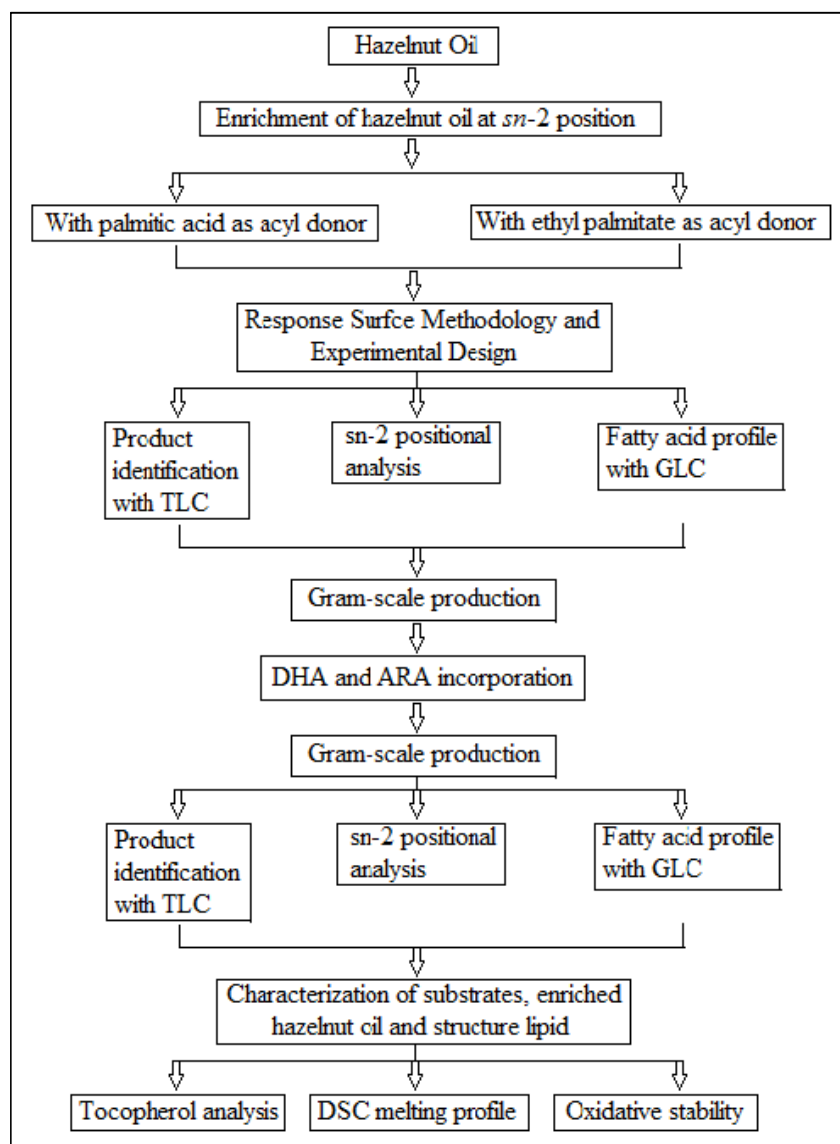 Hazelnut Oil
Enrichment of hazelnut oil at sn-2 position
With palmitic acid as acyl donor
With ethyl palmitate as acyl donor
Response Surfce Methodology and
Experimental Design
Product
identification
with TLC
sn-2 positional
analysis
Fatty acid profile
with GLC
Gram-scale production
DHA and ARA incorporation
Gram-scale production
Product
identification
with TLC
sn-2 positional
analysis
Fatty acid profile
with GLC
Characterization of substrates, enriched
hazelnut oil and structure lipid
Tocopherol analysis
DSC melting profile
Oxidative stability